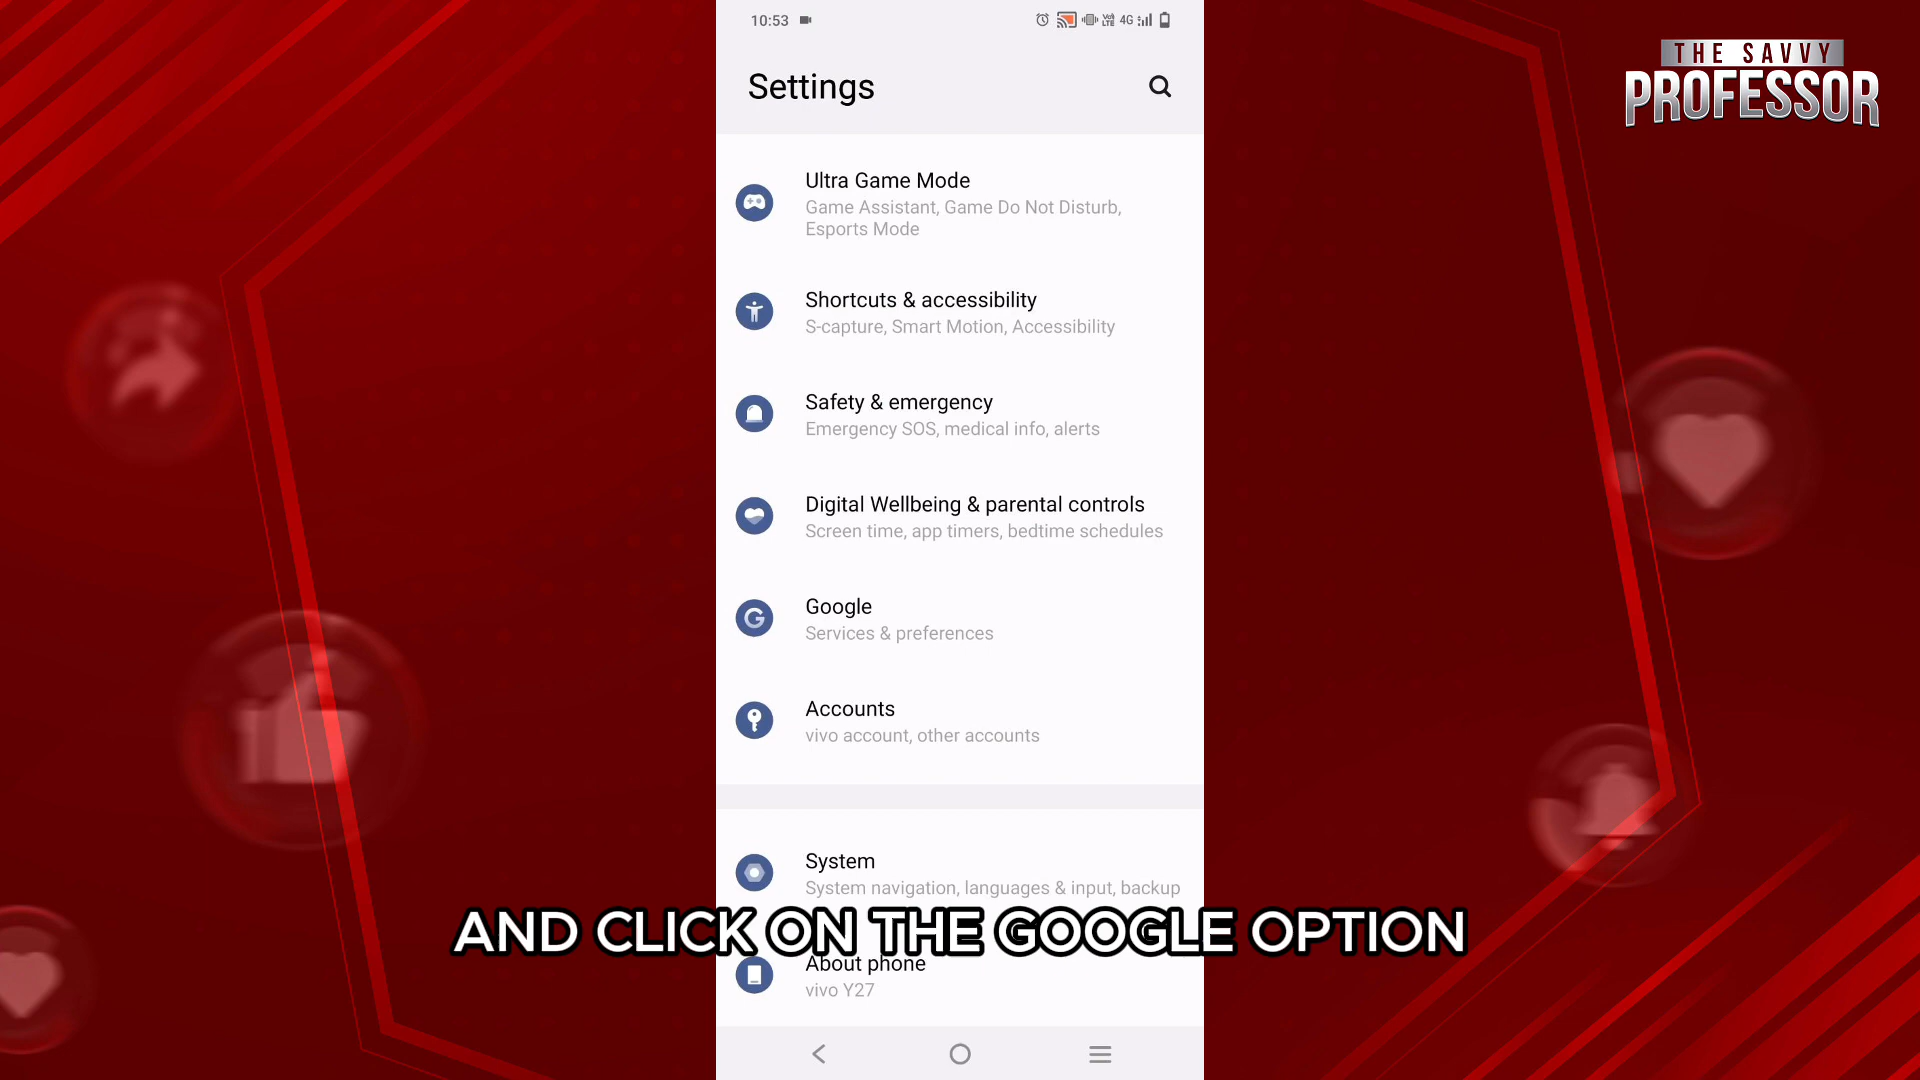 10:53
VoLTE 4G
THE SAVVY
PROFESSOR
Settings
Ultra Game Mode
Game Assistant, Game Do Not Disturb,
Esports Mode
Shortcuts & accessibility
S-capture, Smart Motion, Accessibility
Safety & emergency
Emergency SOS, medical info, alerts
Digital Wellbeing & parental controls
Screen time, app timers, bedtime schedules
Google
Services & preferences
Accounts
vivo account, other accounts
System
System navigation, languages & input, backup
AND CLICK ON THE GOOGLE OPTION
About phone
vivo Y27